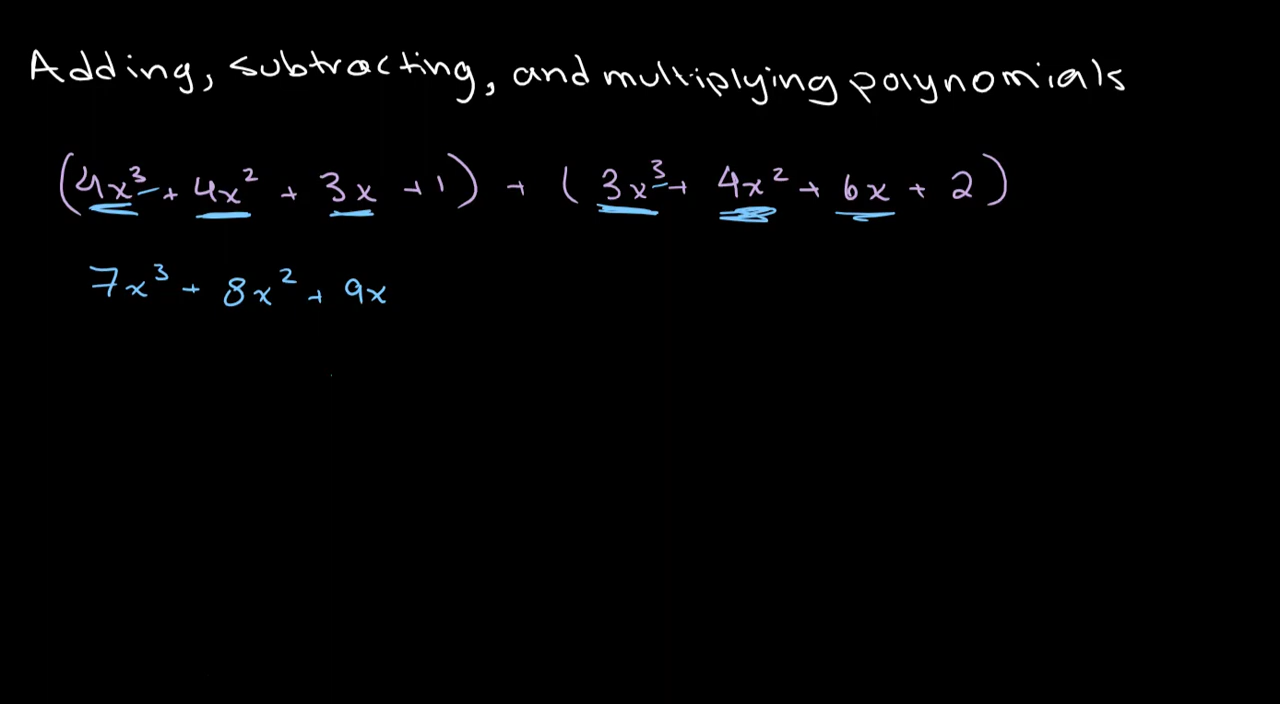 Adding, subtracting, and multiplying polynomials
(4x³ + 4x² + 3x + 1) + (3x³ + 4x² + 6x + 2)
7x³ + 8x² + 9x